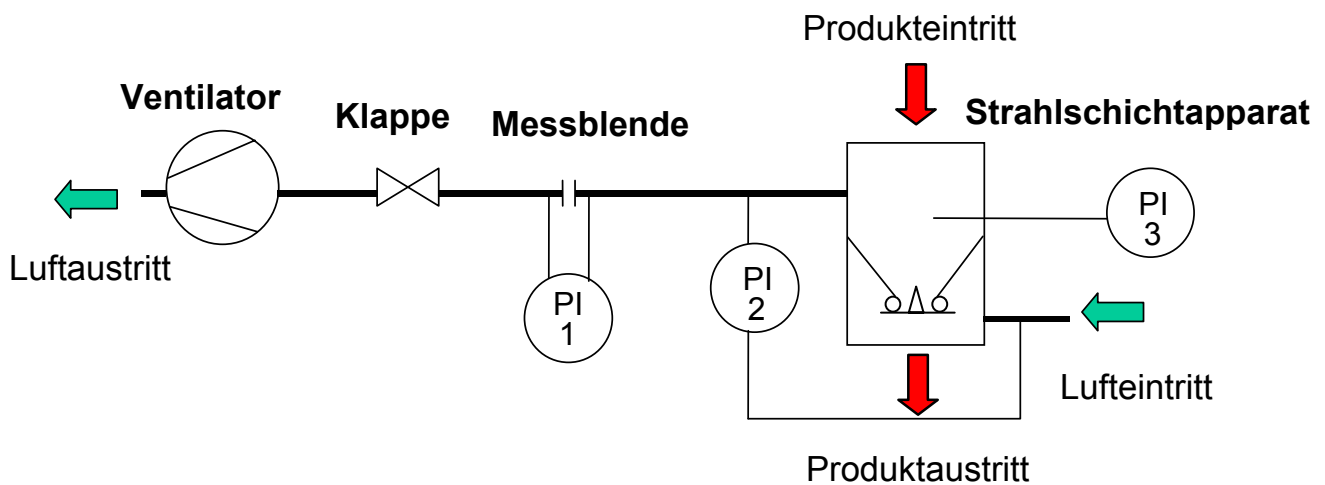 Produkteintritt
Ventilator
Klappe
Messblende
Strahlschichtapparat
PI
3
Luftaustritt
PI
1
PI
2
Lufteintritt
Produktaustritt